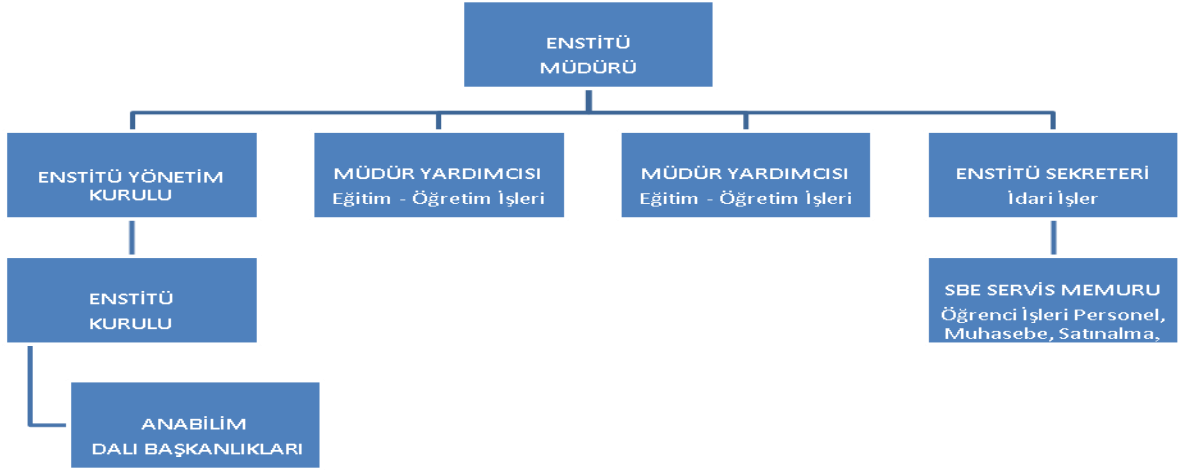 ENSTİTÜ
MÜDÜRÜ
ENSTİTÜ YÖNETİM
KURULU
MÜDÜR YARDIMCISI
Eğitim - Öğretim İşleri
MÜDÜR YARDIMCISI
Eğitim - Öğretim İşleri
ENSTİTÜ SEKRETERİ
İdari İşler
ENSTİTÜ
KURULU
SBE SERVİS MEMURU
Öğrenci İşleri Personel,
Muhasebe, Satınalma,
ANABİLİM
DALI BAŞKANLIKLARI